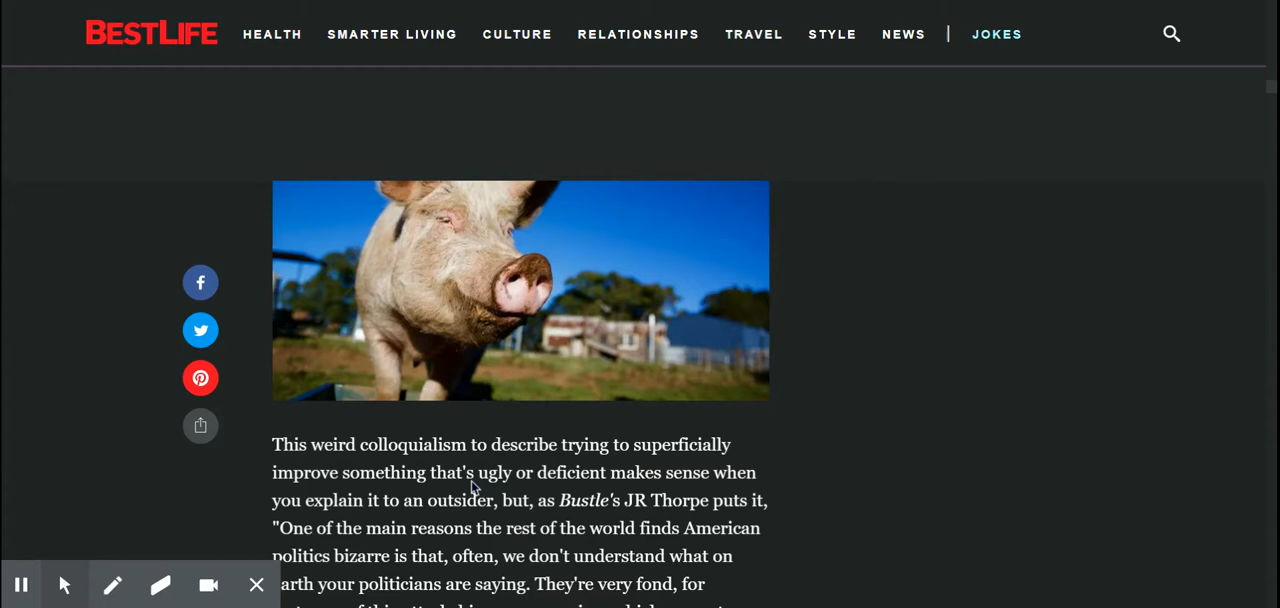 BESTLIFE HEALTH SMARTER LIVING CULTURE RELATIONSHIPS TRAVEL STYLE NEWS | JOKES
This weird colloquialism to describe trying to superficially
improve something that's ugly or deficient makes sense when
you explain it to an outsider, but, as Bustle's JR Thorpe puts it,
"One of the main reasons the rest of the world finds American
politics bizarre is that, often, we don't understand what on
earth your politicians are saying. They're very fond, for